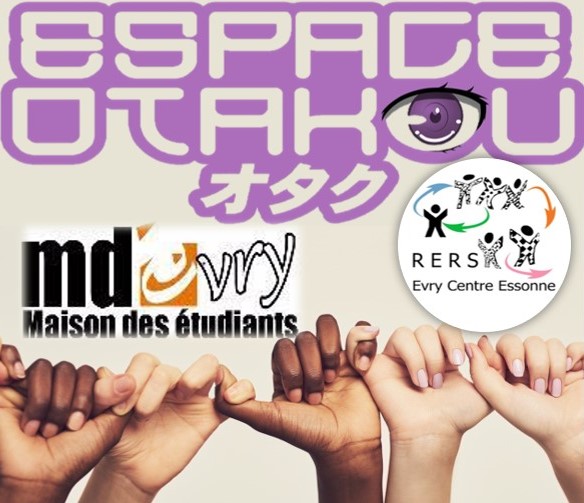 ESPACE
OTAKOU
オタク
md'evry
Maison des étudiants
RERS
Evry Centre Essonne